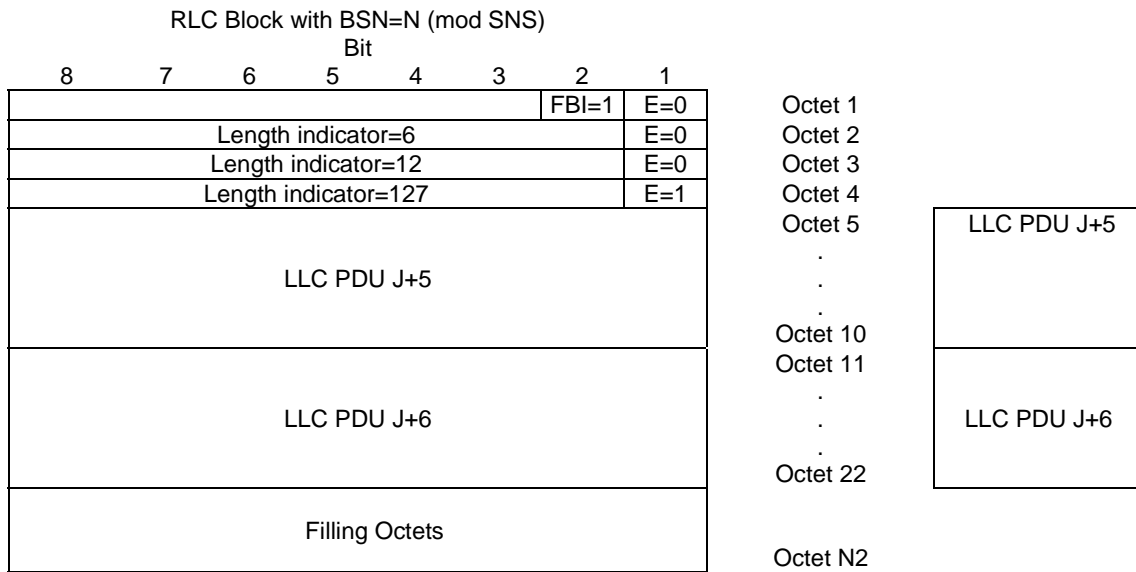 RLC Block with BSN=N (mod SNS)
Bit
8 7 6 5 4 3 2 1
FBI=1 E=0 Octet 1
Length indicator=6 E=0 Octet 2
Length indicator=12 E=0 Octet 3
Length indicator=127 E=1 Octet 4
Octet 5 LLC PDU J+5
.
LLC PDU J+5 .
.
Octet 10
Octet 11
.
LLC PDU J+6 . LLC PDU J+6
.
Octet 22
Filling Octets
Octet N2